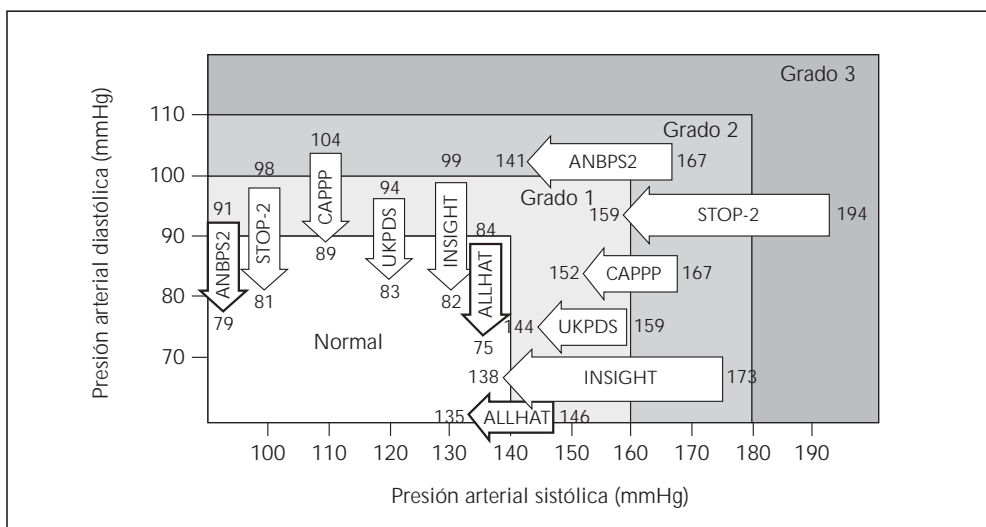 Grado 3
110
104
Grado 2
98
99
141
ANBPS2
167
100
94
Grado 1
91
CAPPP
159
STOP-2
194
84
90
ANBPS2
STOP-2
UKPDS
INSIGHT
89
ALLHAT
152
CAPPP
167
83
80
81
82
79
144
UKPDS
159
Normal
75
70
138
INSIGHT
173
135
ALLHAT
146
100 110 120 130 140 150 160 170 180 190
Presión arterial diastólica (mmHg)
Presión arterial sistólica (mmHg)